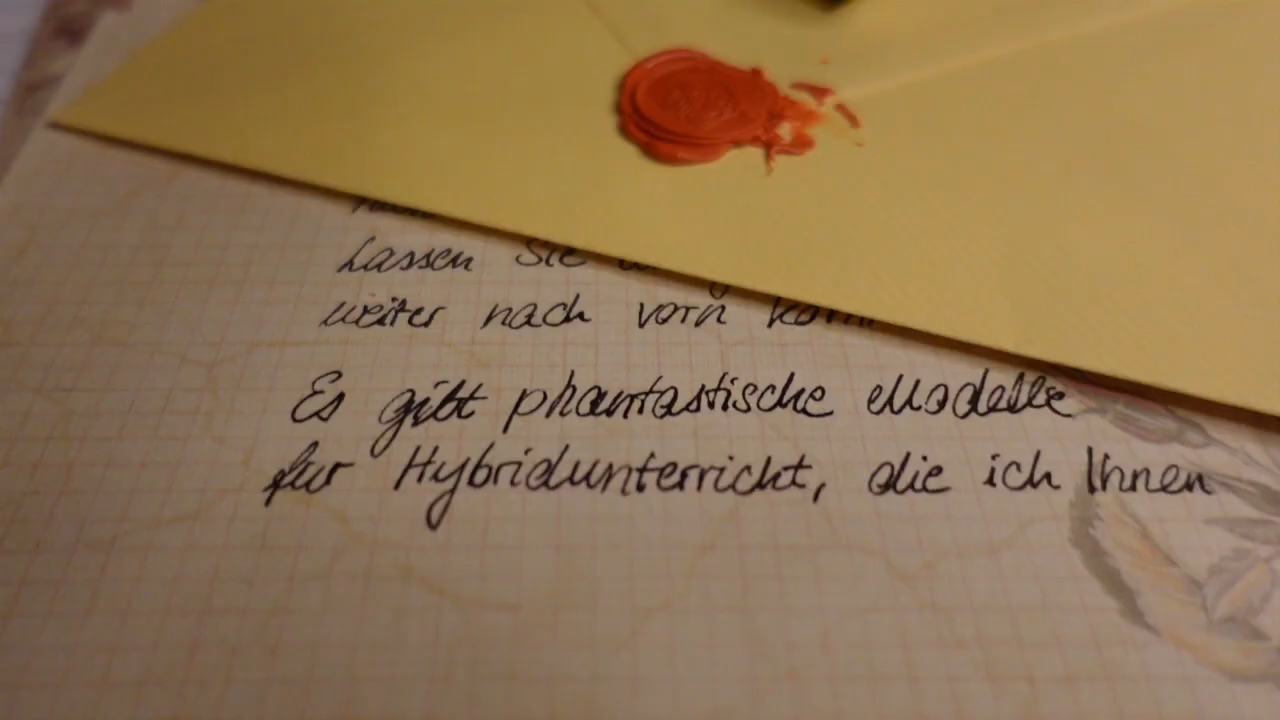 Lassen Sie
weiter nach vorn
Es gibt phantastische Modelle
für Hybridunterricht, die ich Ihnen